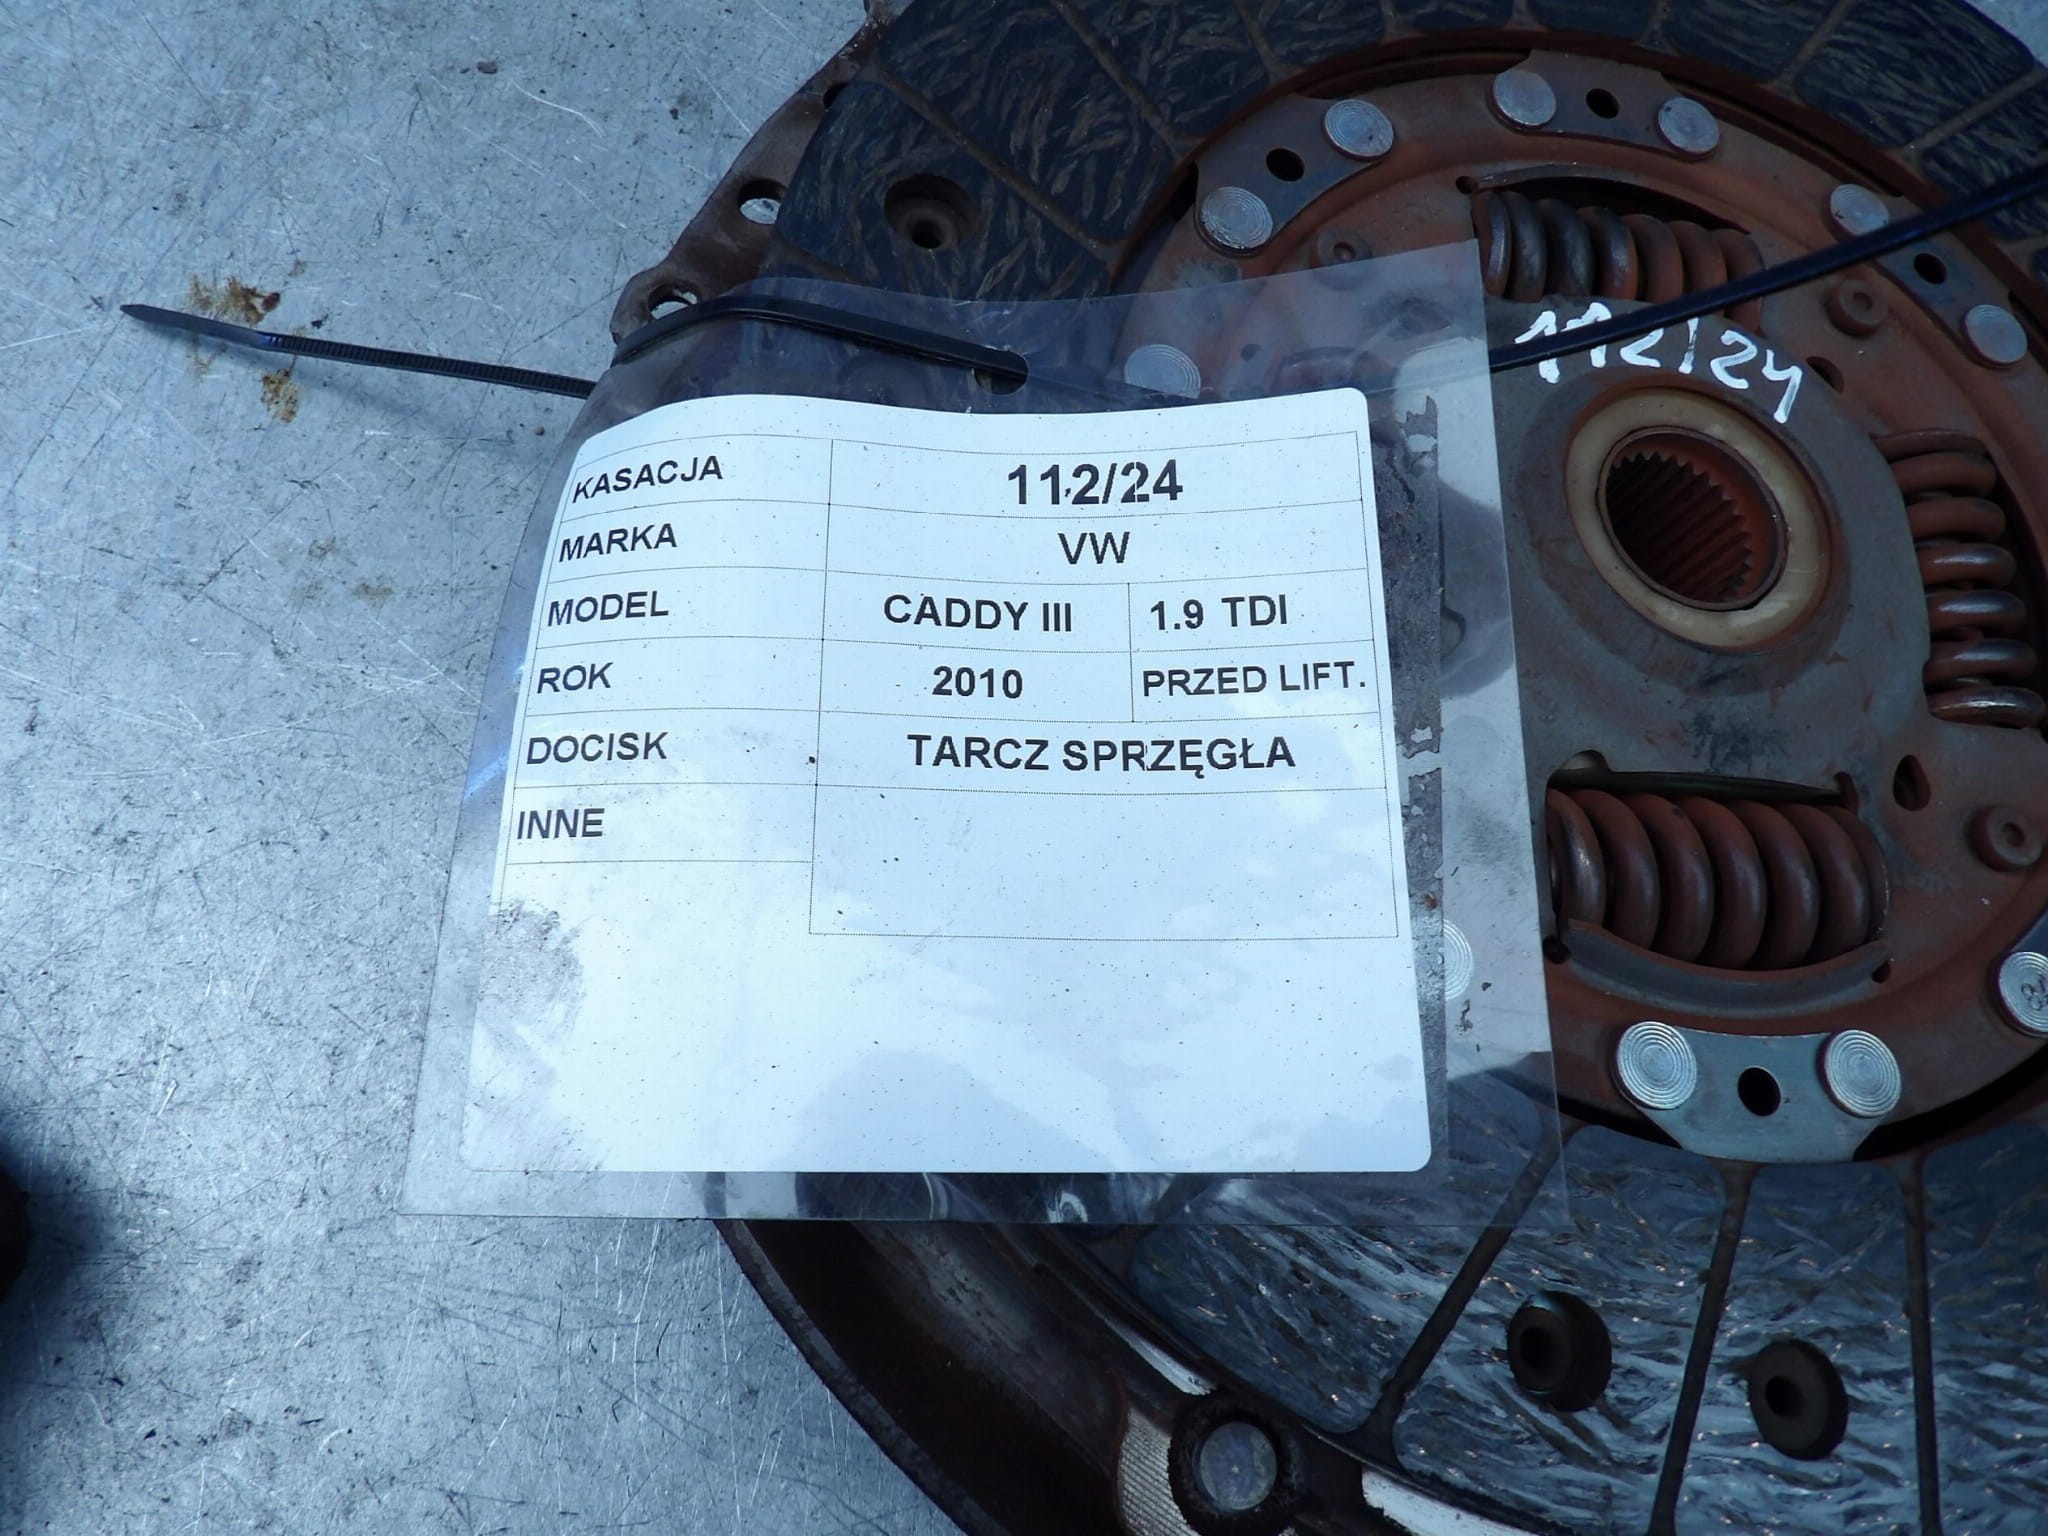 112/24
KASACJA 112/24
MARKA VW
MODEL CADDY III 1.9 TDI
ROK 2010 PRZED LIFT.
DOCISK TARCZ SPRZĘGŁA
INNE